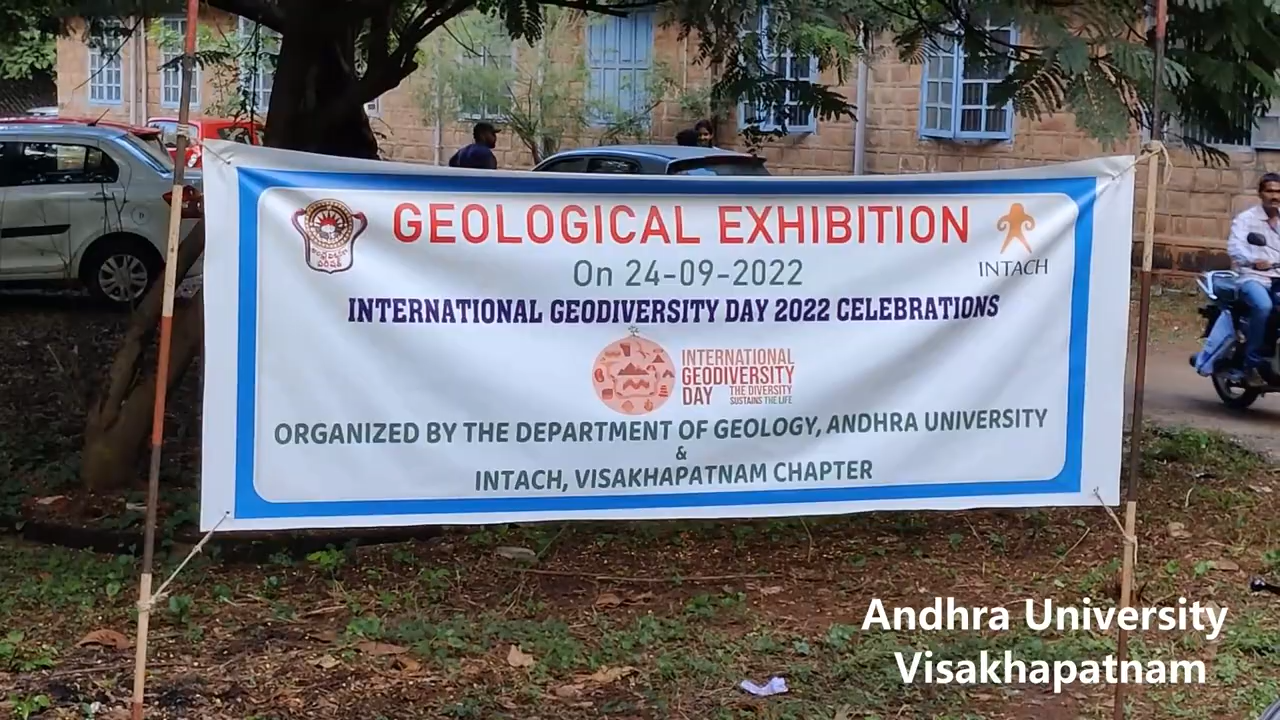 GEOLOGICAL EXHIBITION
On 24-09-2022
INTACH
INTERNATIONAL GEODIVERSITY DAY 2022 CELEBRATIONS
INTERNATIONAL
GEODIVERSITY
DAY THE DIVERSITY
SUSTAINS THE LIFE
ORGANIZED BY THE DEPARTMENT OF GEOLOGY, ANDHRA UNIVERSITY
&
INTACH, VISAKHAPATNAM CHAPTER
Andhra University
Visakhapatnam